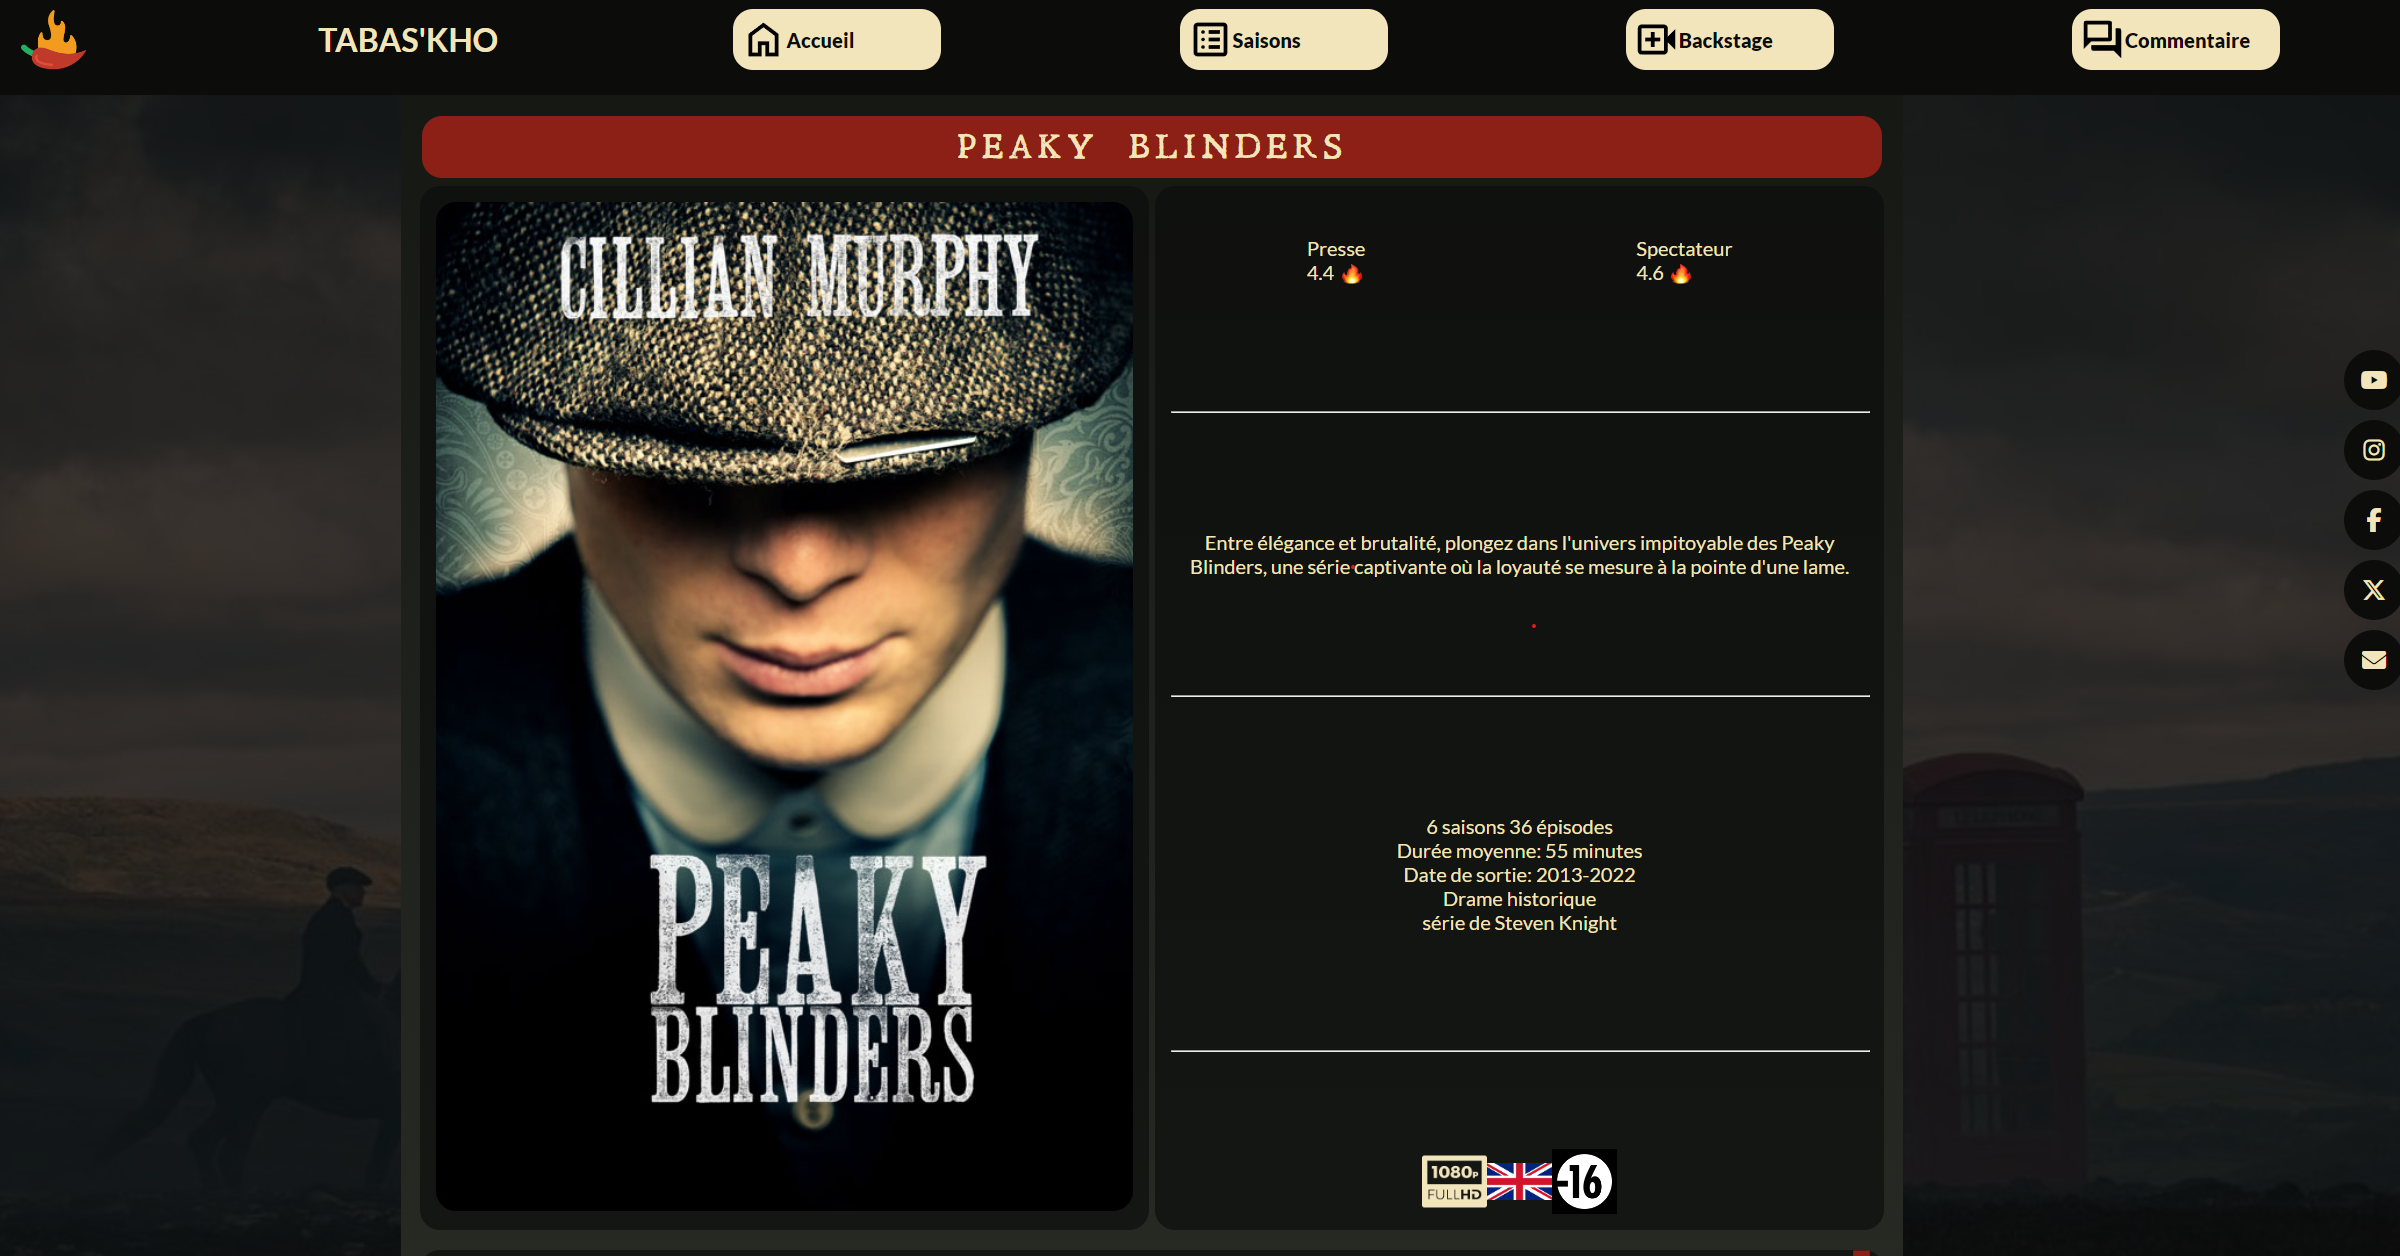 TABAS'KHO
Accueil
Saisons
Backstage
Commentaire
PEAKY BLINDERS
CILLIAN MURPHY
PEAKY
BLINDERS
Presse
4.4 🔥
Spectateur
4.6 🔥
Entre élégance et brutalité, plongez dans l'univers impitoyable des Peaky
Blinders, une série captivante où la loyauté se mesure à la pointe d'une lame.
6 saisons 36 épisodes
Durée moyenne: 55 minutes
Date de sortie: 2013-2022
Drame historique
série de Steven Knight
1080p
FULLHD
-16